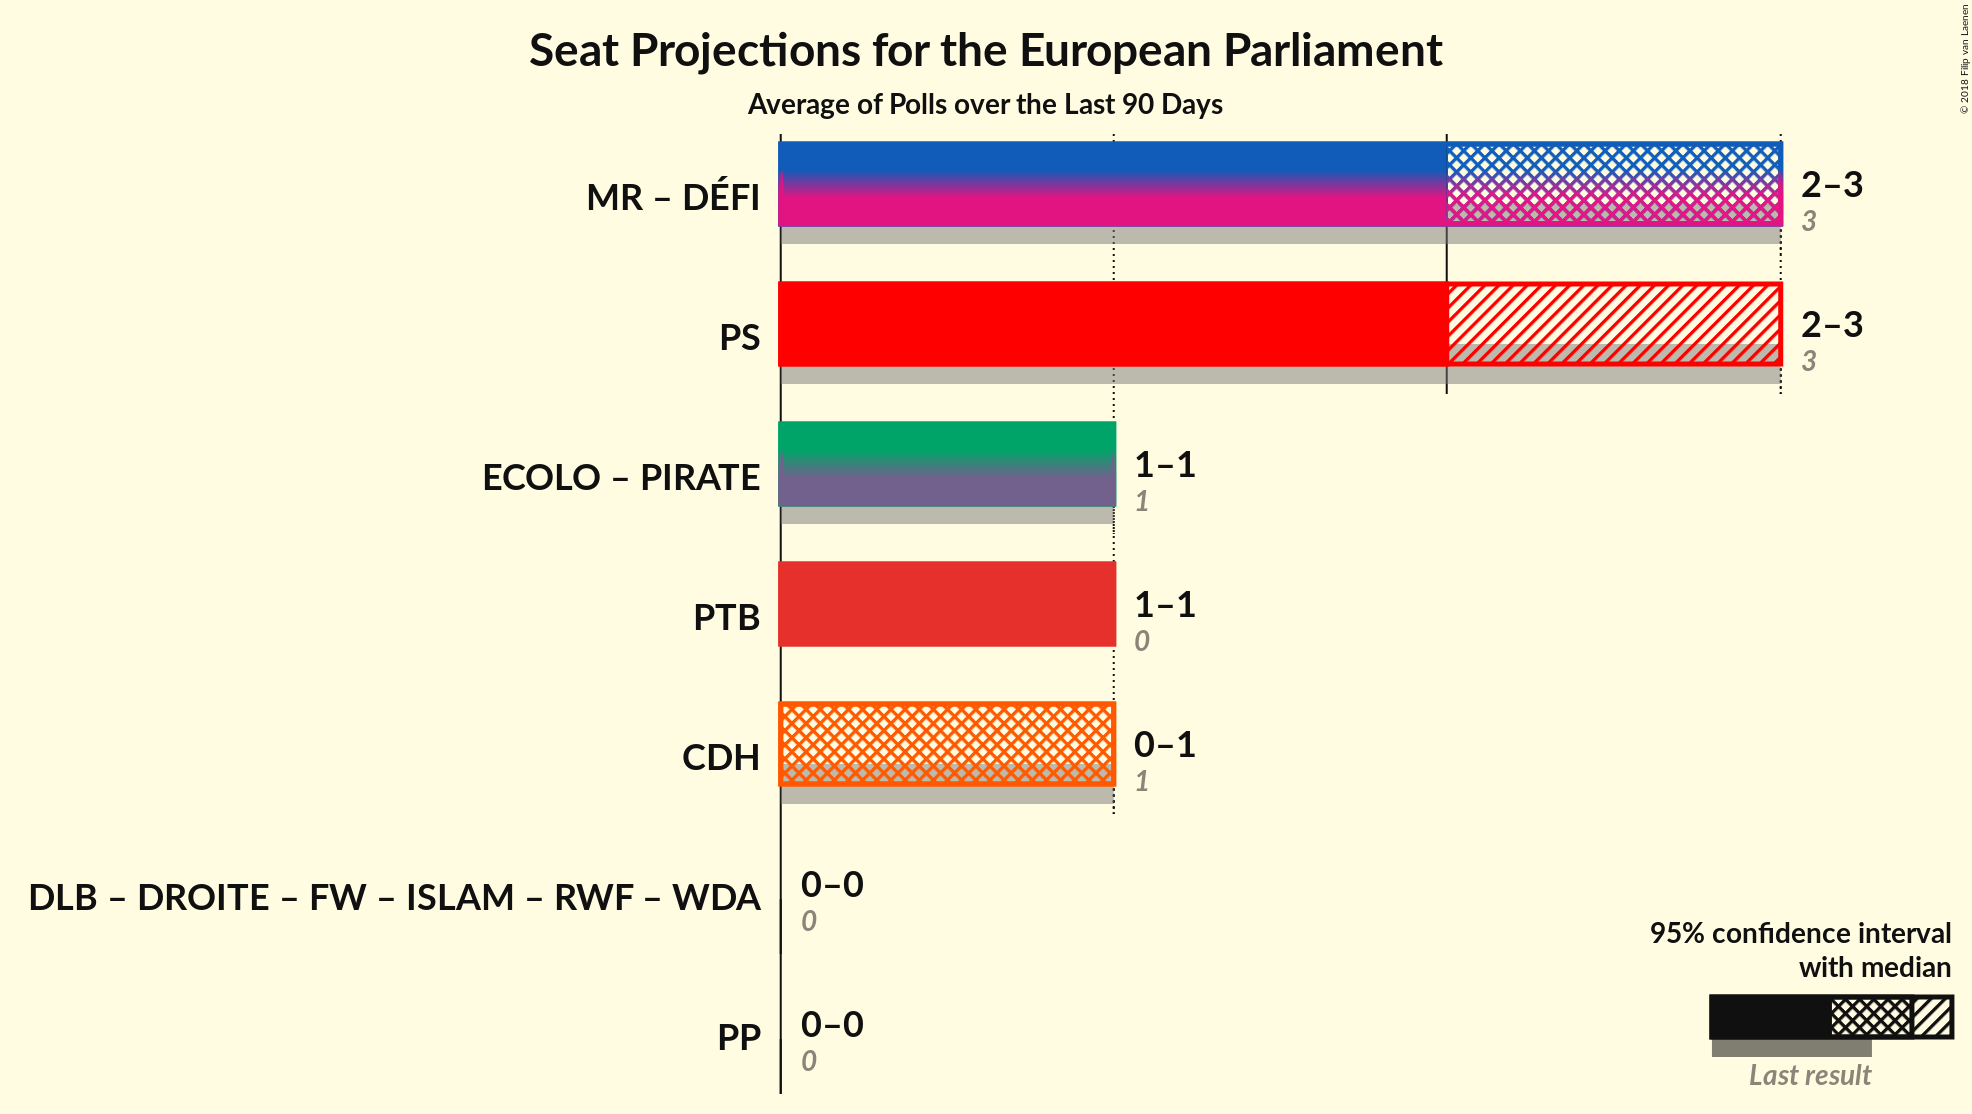 Seat Projections for the European Parliament
Average of Polls over the Last 90 Days
© 2018 Filip van Laenen
MR – DÉFI
2–3
3
PS
2–3
3
ECOLO – PIRATE
1–1
1
PTB
1–1
0
CDH
0–1
1
DLB – DROITE – FW – ISLAM – RWF – WDA
0–0
0
PP
0–0
0
95% confidence interval
with median
Last result